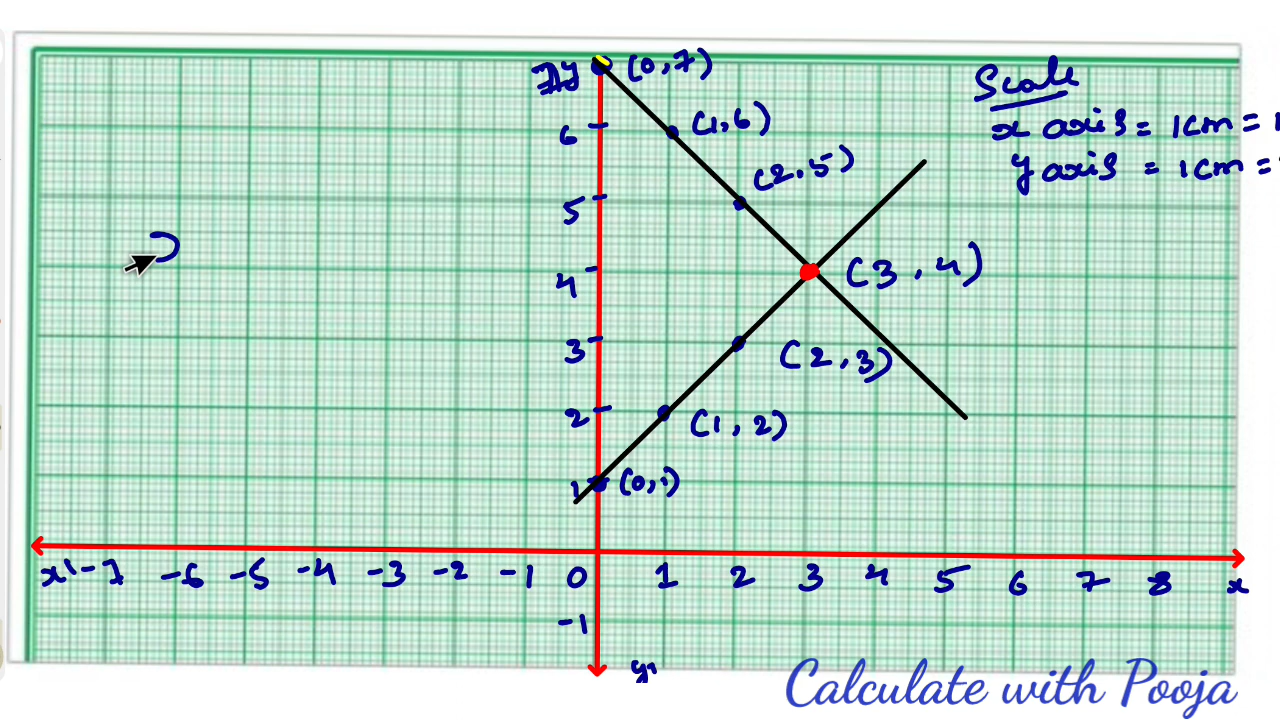 7 y (0,7)
Scale
6 (1,6)
x axis = 1cm = 1
(2,5)
y axis = 1cm =
5
4 (3,4)
3 (2,3)
2 (1,2)
1 (0,1)
x' -7 -6 -5 -4 -3 -2 -1 0 1 2 3 4 5 6 7 8 x
-1
y'
Calculate with Pooja